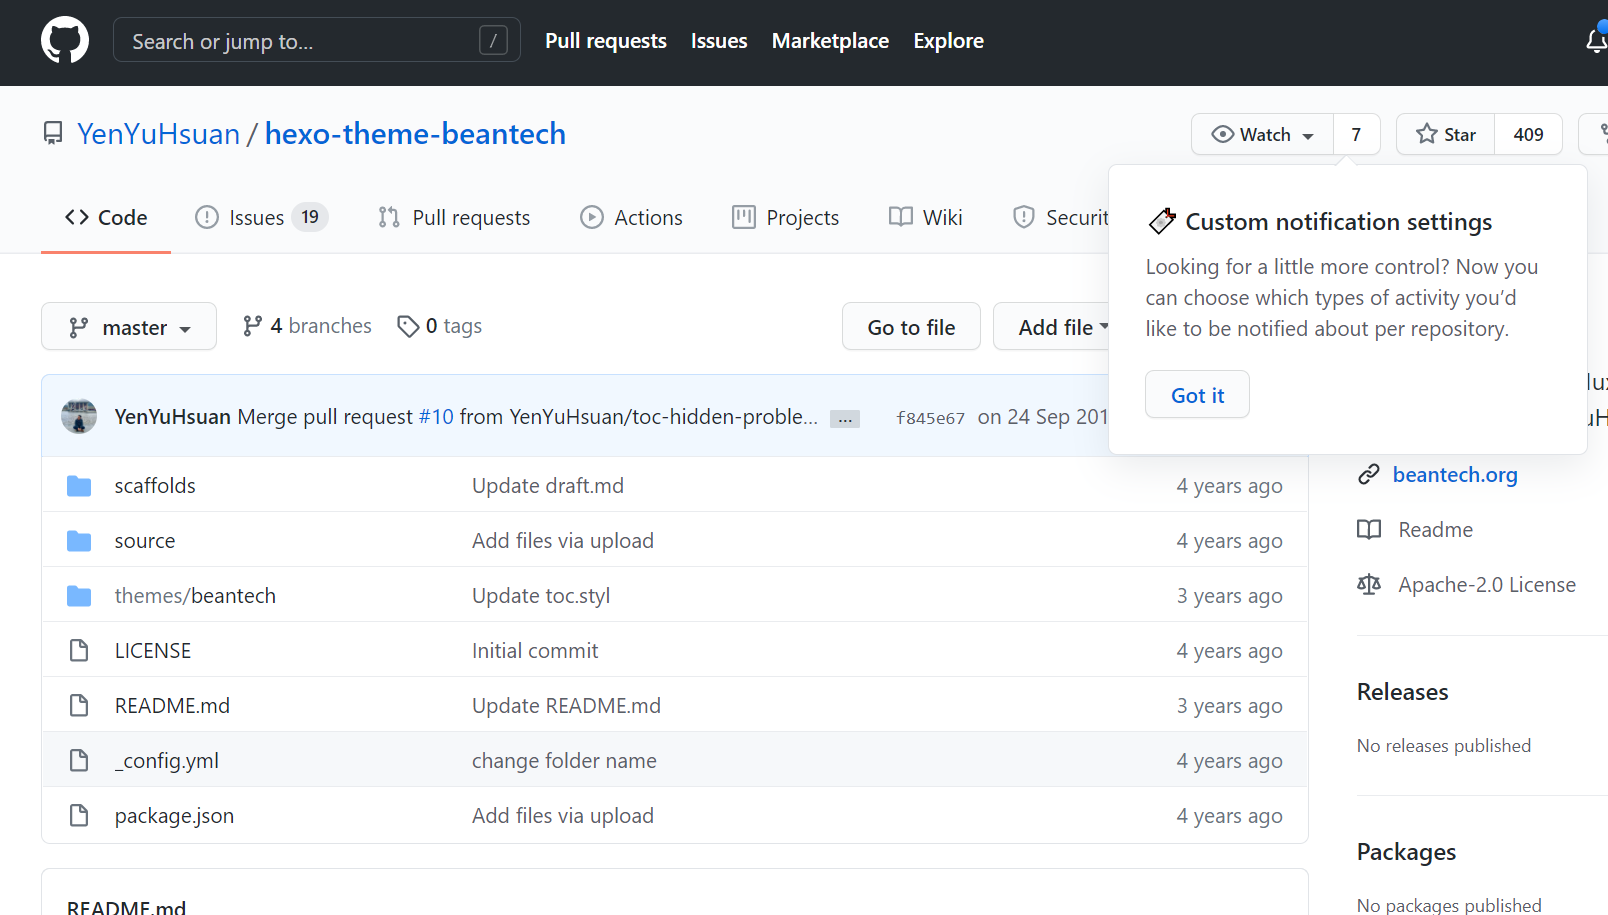 Search or jump to...
/
Pull requests
Issues
Marketplace
Explore
YenYuHsuan / hexo-theme-beantech
Watch
7
Star
409
Code
Issues 19
Pull requests
Actions
Projects
Wiki
Securit
Custom notification settings
Looking for a little more control? Now you
can choose which types of activity you’d
like to be notified about per repository.
Got it
master
4 branches
0 tags
Go to file
Add file
YenYuHsuan Merge pull request #10 from YenYuHsuan/toc-hidden-proble... ... f845e67 on 24 Sep 201
scaffolds Update draft.md 4 years ago
source Add files via upload 4 years ago
themes/beantech Update toc.styl 3 years ago
LICENSE Initial commit 4 years ago
README.md Update README.md 3 years ago
_config.yml change folder name 4 years ago
package.json Add files via upload 4 years ago
README.md
beantech.org
Readme
Apache-2.0 License
Releases
No releases published
Packages
No packages published